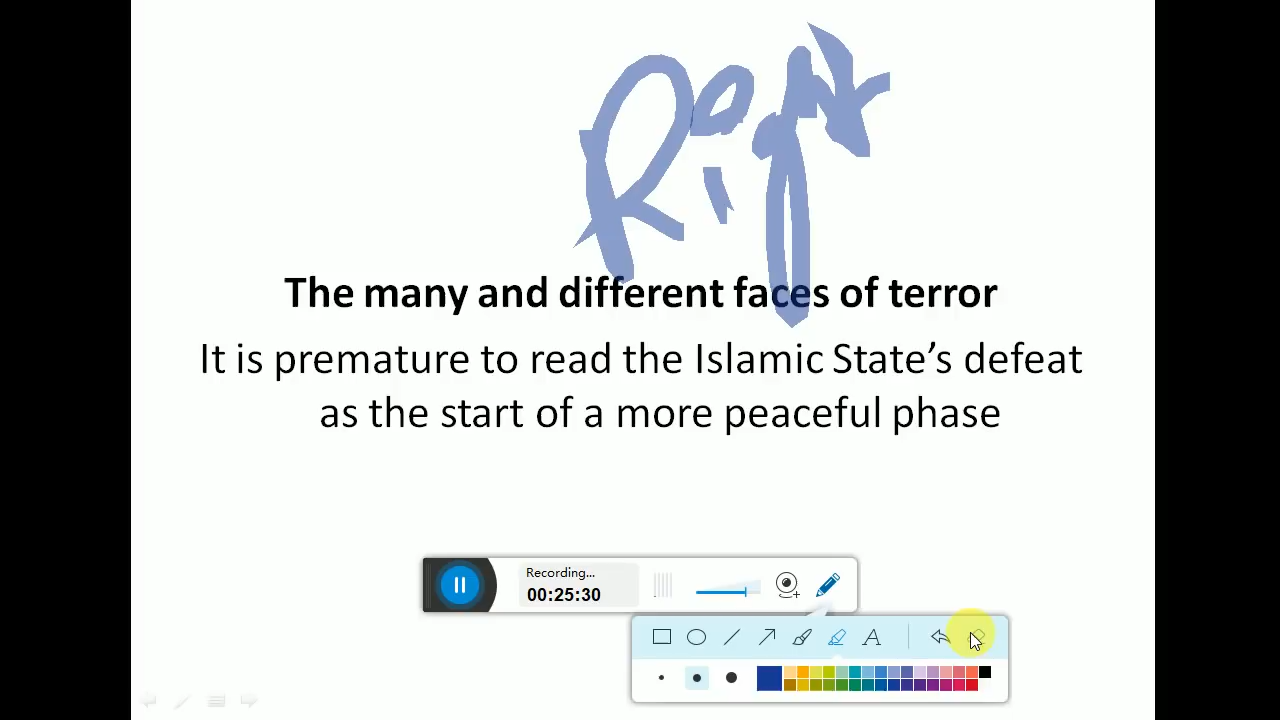 Right
The many and different faces of terror
It is premature to read the Islamic State’s defeat
as the start of a more peaceful phase
Recording...
00:25:30
A